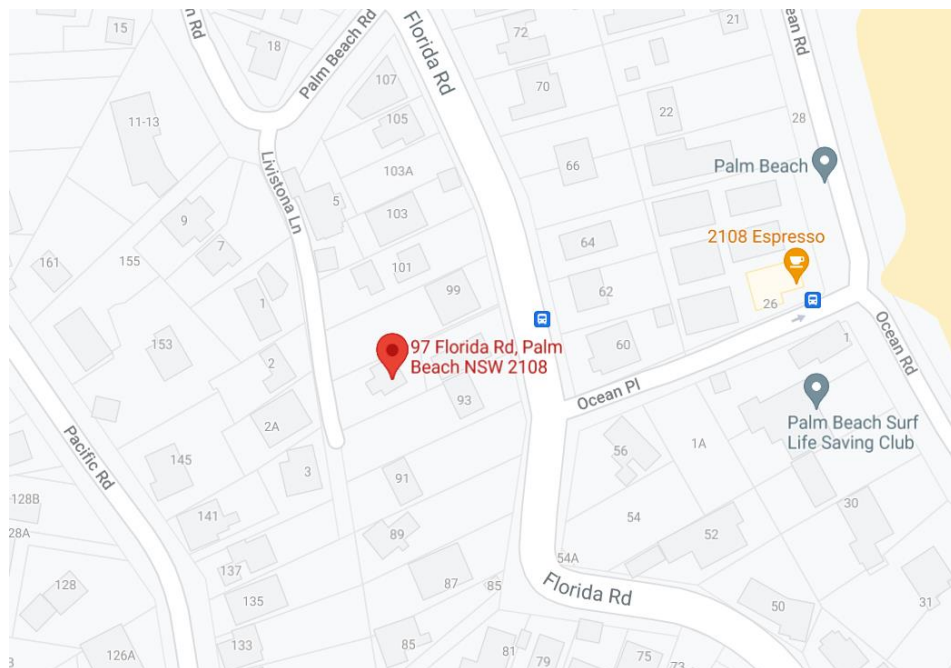 15
n Rd
18
Palm Beach Rd
Florida Rd
72
21
ean Rd
107
70
11-13
105
22
28
103A
66
Palm Beach
Livistona Ln
5
9
103
7
64
2108 Espresso
161
155
101
99
62
26
1
153
60
1
97 Florida Rd, Palm
Beach NSW 2108
Ocean Rd
2
93
Ocean Pl
2A
Palm Beach Surf
Life Saving Club
Pacific Rd
145
3
56
1A
91
128B
28A
141
54
30
89
52
137
54A
128
135
87
85
Florida Rd
50
31
133
126A
85
81
79
75
73